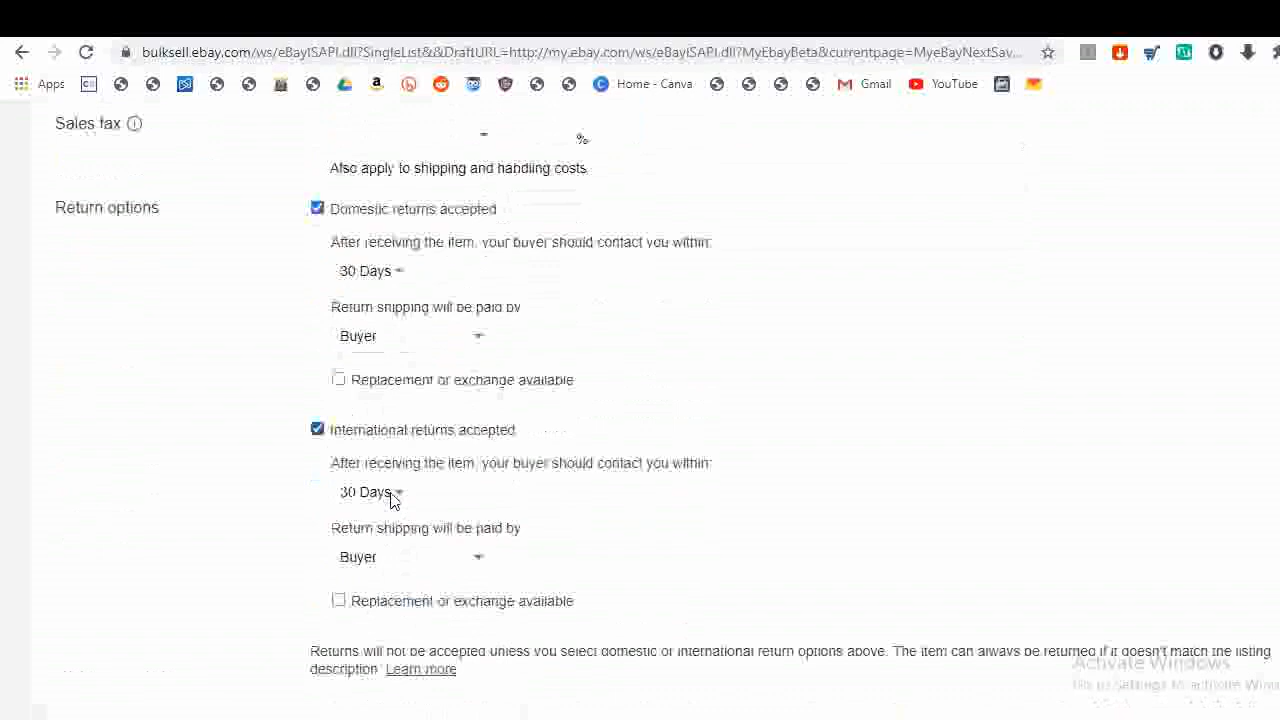 bulksell.ebay.com/ws/eBayISAPI.dll?SingleList&&DraftURL=http://my.ebay.com/ws/eBayiSAPI.dll?MyEbayBeta&currentpage=MyeBayNextSav...
Apps
Home - Canva
Gmail
YouTube
Sales tax
%
Also apply to shipping and handling costs
Return options
Domestic returns accepted
After receiving the item, your buyer should contact you within:
30 Days
Return shipping will be paid by
Buyer
Replacement or exchange available
International returns accepted
After receiving the item, your buyer should contact you within:
30 Days
Return shipping will be paid by
Buyer
Replacement or exchange available
Returns will not be accepted unless you select domestic or international return options above. The item can always be returned if it doesn't match the listing
description Learn more
Activate Windows
Go to Settings to activate Wind